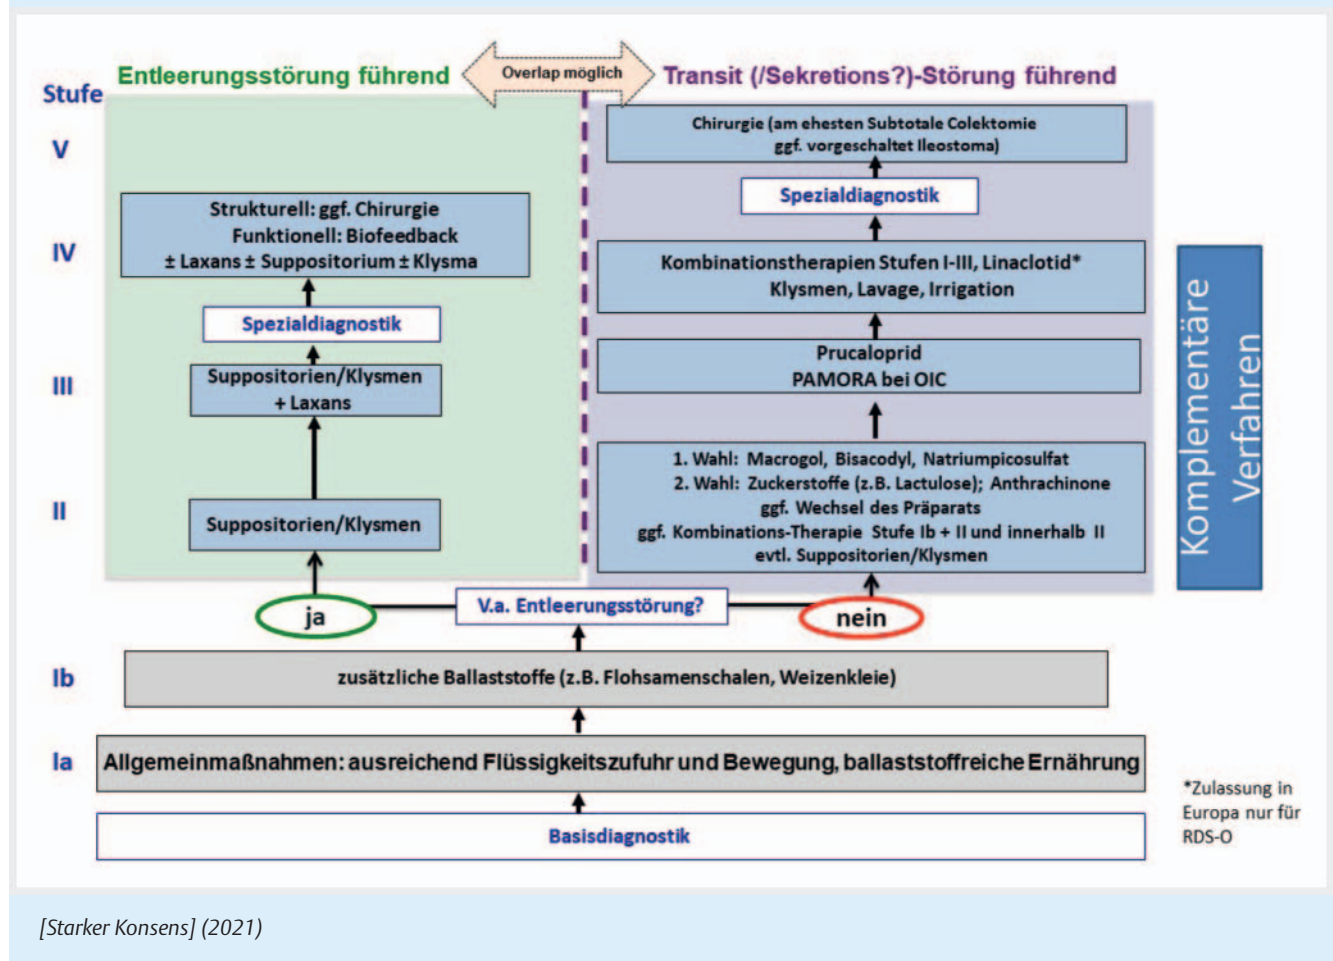 Entleerungsstörung führend
Overlap möglich
Transit (/Sekretions?)-Störung führend
Stufe
V
Chirurgie (am ehesten Subtotale Colektomie
ggf. vorgeschaltet Ileostoma)
Spezialdiagnostik
IV
Strukturell: ggf. Chirurgie
Funktionell: Biofeedback
± Laxans ± Suppositorium ± Klysma
Kombinationstherapien Stufen I-III, Linaclotid*
Klysmen, Lavage, Irrigation
Spezialdiagnostik
III
Suppositorien/Klysmen
+ Laxans
Prucaloprid
PAMORA bei OIC
II
Suppositorien/Klysmen
1. Wahl: Macrogol, Bisacodyl, Natriumpicosulfat
2. Wahl: Zuckerstoffe (z.B. Lactulose); Anthrachinone
ggf. Wechsel des Präparats
ggf. Kombinations-Therapie Stufe Ib + II und innerhalb II
evtl. Suppositorien/Klysmen
Komplementäre
Verfahren
ja
V.a. Entleerungsstörung?
nein
Ib
zusätzliche Ballaststoffe (z.B. Flohsamenschalen, Weizenkleie)
Ia
Allgemeinmaßnahmen: ausreichend Flüssigkeitszufuhr und Bewegung, ballaststoffreiche Ernährung
Basisdiagnostik
*Zulassung in
Europa nur für
RDS-O
[Starker Konsens] (2021)